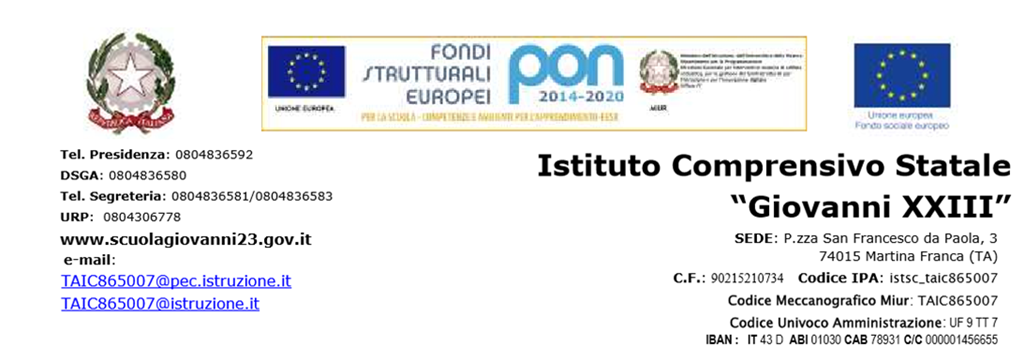 REPVBBLICA ITALIANA
UNIONE EUROPEA
FONDI
STRUTTURALI
EUROPEI
pon
2014-2020
PER LA SCUOLA - COMPETENZE E AMBIENTI PER L'APPRENDIMENTO-FESR
MIUR
Unione europea
Fondo sociale europeo
Tel. Presidenza: 0804836592
DSGA: 0804836580
Tel. Segreteria: 0804836581/0804836583
URP: 0804306778
www.scuolagiovanni23.gov.it
e-mail:
TAIC865007@pec.istruzione.it
TAIC865007@istruzione.it
Istituto Comprensivo Statale
“Giovanni XXIII”
SEDE: P.zza San Francesco da Paola, 3
74015 Martina Franca (TA)
C.F.: 90215210734 Codice IPA: istsc_taic865007
Codice Meccanografico Miur: TAIC865007
Codice Univoco Amministrazione: UF 9 TT 7
IBAN : IT 43 D ABI 01030 CAB 78931 C/C 000001456655